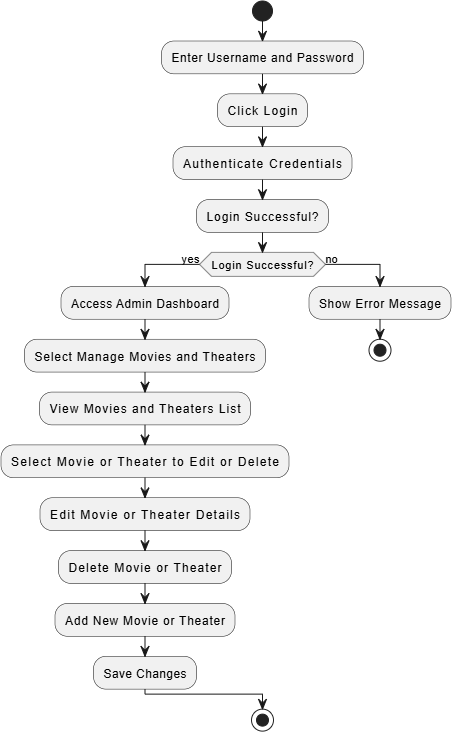 Enter Username and Password
Click Login
Authenticate Credentials
Login Successful?
yes
Login Successful?
no
Access Admin Dashboard
Show Error Message
Select Manage Movies and Theaters
View Movies and Theaters List
Select Movie or Theater to Edit or Delete
Edit Movie or Theater Details
Delete Movie or Theater
Add New Movie or Theater
Save Changes